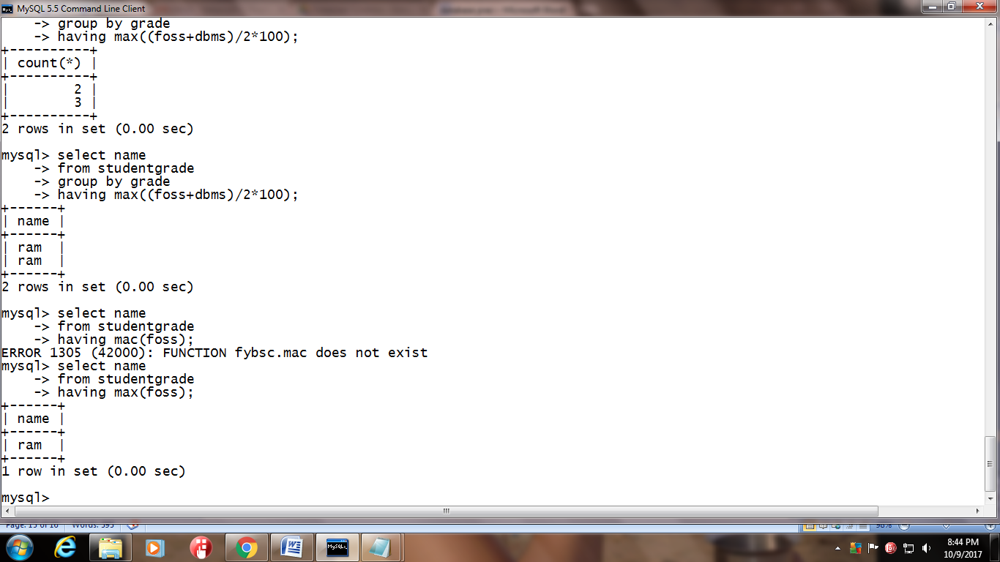 MySQL 5.5 Command Line Client
    -> group by grade
    -> having max((foss+dbms)/2*100);
+----------+
| count(*) |
+----------+
|        2 |
|        3 |
+----------+
2 rows in set (0.00 sec)
mysql> select name
    -> from studentgrade
    -> group by grade
    -> having max((foss+dbms)/2*100);
+------+
| name |
+------+
| ram  |
| ram  |
+------+
2 rows in set (0.00 sec)
mysql> select name
    -> from studentgrade
    -> having mac(foss);
ERROR 1305 (42000): FUNCTION fybsc.mac does not exist
mysql> select name
    -> from studentgrade
    -> having max(foss);
+------+
| name |
+------+
| ram  |
+------+
1 row in set (0.00 sec)
mysql>
Page: 15 of 16 Words: 595 98%
MySQL
8:44 PM
10/9/2017